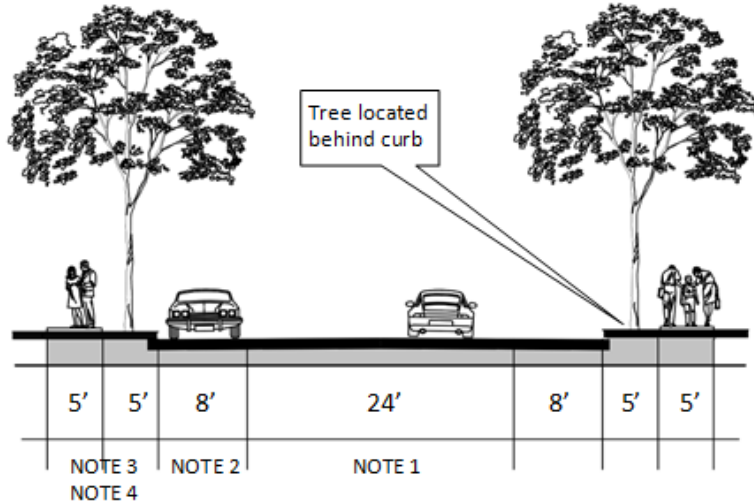 Tree located
behind curb
5’ 5’ 8’ 24’ 8’ 5’ 5’
NOTE 3 NOTE 2 NOTE 1
NOTE 4